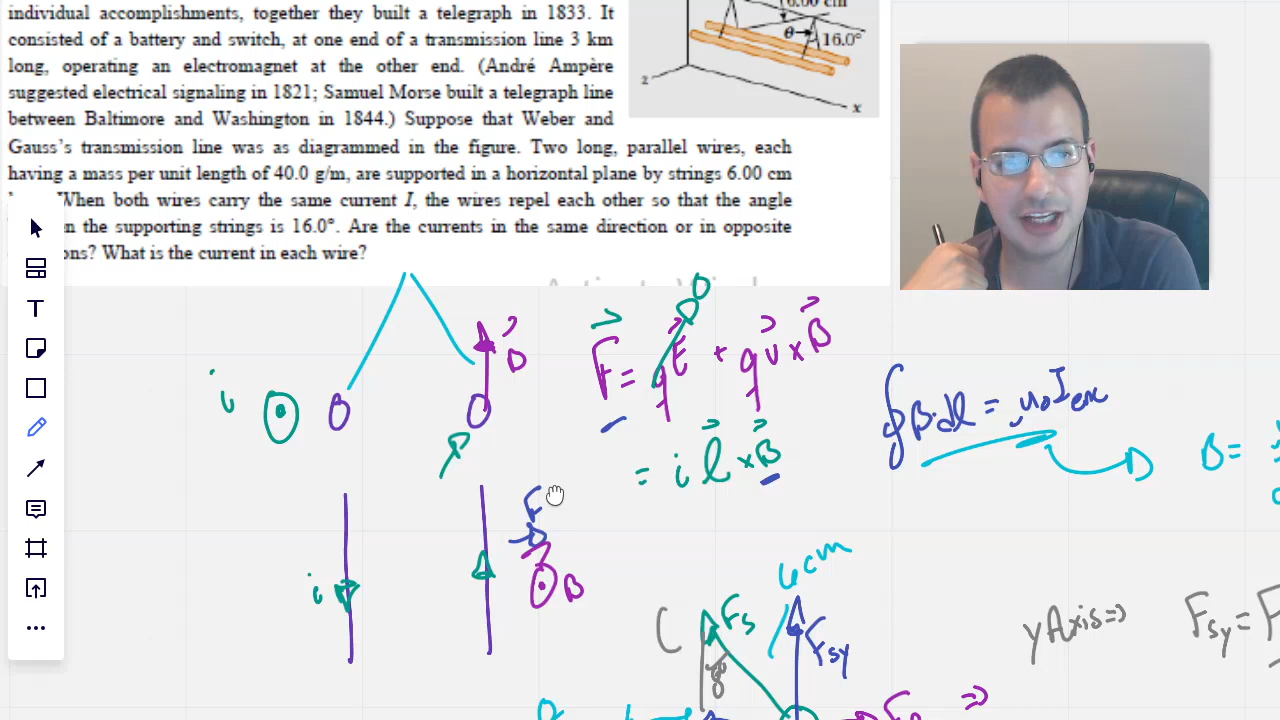 individual accomplishments, together they built a telegraph in 1833. It
consisted of a battery and switch, at one end of a transmission line 3 km
long, operating an electromagnet at the other end. (André Ampère
suggested electrical signaling in 1821; Samuel Morse built a telegraph line
between Baltimore and Washington in 1844.) Suppose that Weber and
Gauss's transmission line was as diagrammed in the figure. Two long, parallel wires, each
having a mass per unit length of 40.0 g/m, are supported in a horizontal plane by strings 6.00 cm
When both wires carry the same current I, the wires repel each other so that the angle
the supporting strings is 16.0°. Are the currents in the same direction or in opposite
What is the current in each wire?
6.00 cm
θ
16.0°
z
x
T
i
B
F = qE + qv × B
0
= i l × B
∮B·dl = μ₀I enc
B =
F
B
i
6cm
Fs
8°
Fsy
y Axis ⇒
Fsy =
⇒